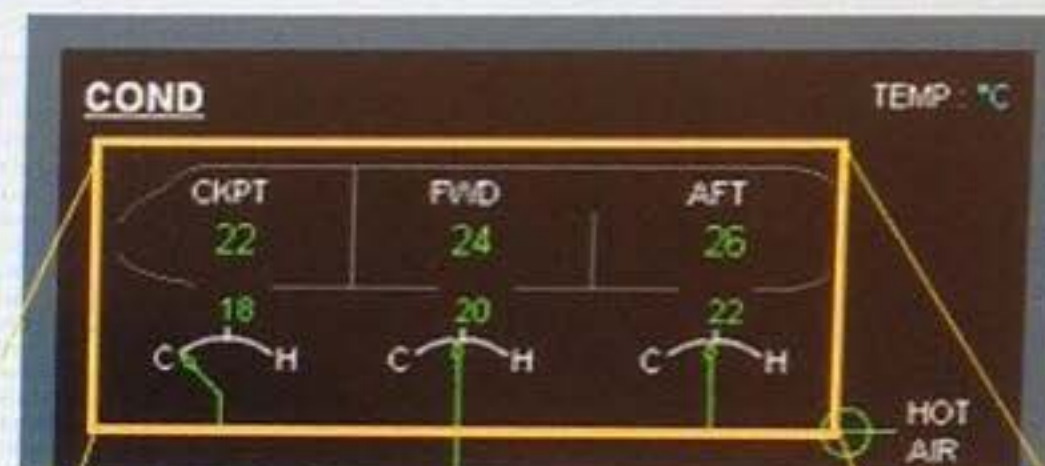 COND TEMP : °C
CKPT FWD AFT
22 24 26
18 20 22
C H C H C H
HOT
AIR